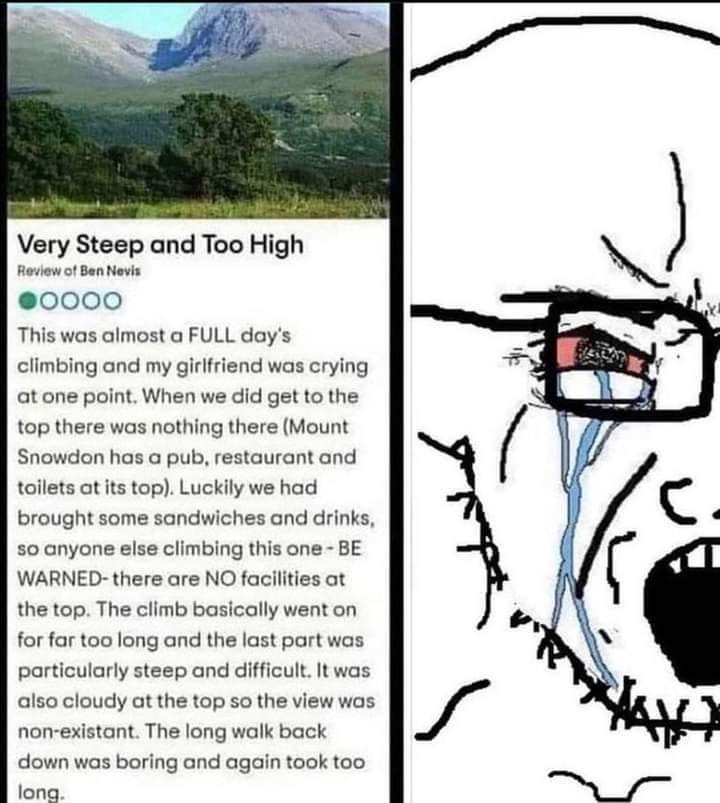 Very Steep and Too High
Review of Ben Nevis
This was almost a FULL day's
climbing and my girlfriend was crying
at one point. When we did get to the
top there was nothing there (Mount
Snowdon has a pub, restaurant and
toilets at its top). Luckily we had
brought some sandwiches and drinks,
so anyone else climbing this one - BE
WARNED- there are NO facilities at
the top. The climb basically went on
for far too long and the last part was
particularly steep and difficult. It was
also cloudy at the top so the view was
non-existant. The long walk back
down was boring and again took too
long.